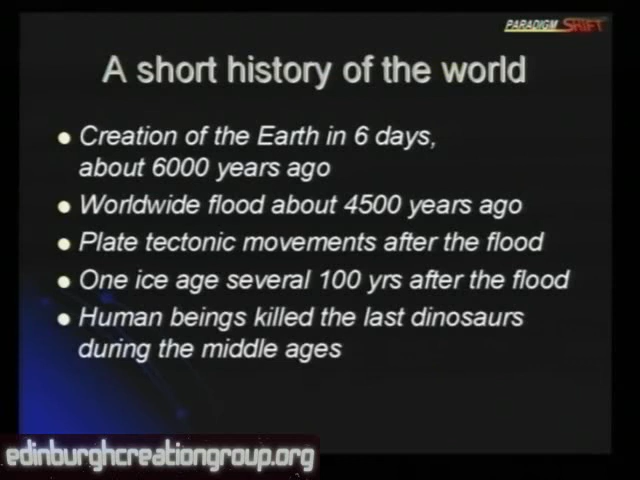 PARADIGM SHIFT
A short history of the world
Creation of the Earth in 6 days,
about 6000 years ago
Worldwide flood about 4500 years ago
Plate tectonic movements after the flood
One ice age several 100 yrs after the flood
Human beings killed the last dinosaurs
during the middle ages
edinburghcreationgroup.org